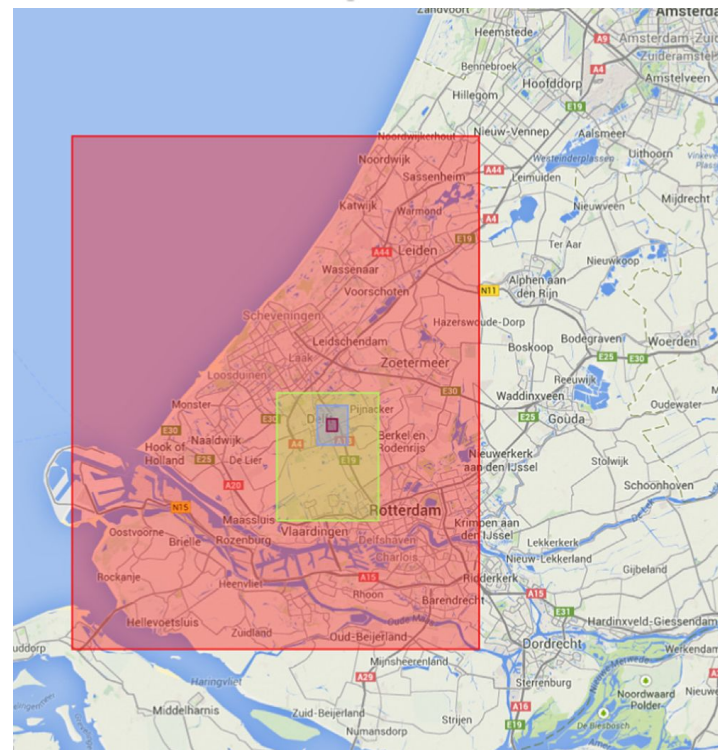 Zandvoort
Amsterdam
Heemstede
A9
Amsterdam-Zuid
Zuideramstel
A4
Bennebroek
Amstelveen
Hoofddorp
Hillegom
E19
Noordwijkerhout
Nieuw-Vennep
Aalsmeer
Uithoorn
Noordwijk
Westeinderplassen
A44
Sassenheim
Leimuiden
Mijdrecht
Katwijk
Warmond
Nieuwveen
A4
E19
Ter Aar
A44
Leiden
Nieuwkoop
Wassenaar
Alphen aan
den Rijn
Voorschoten
N11
Scheveningen
Hazerswoude-Dorp
Leidschendam
Bodegraven
Woerden
Boskoop
Laak
Zoetermeer
E25
E30
Loosduinen
Reeuwijk
E30
Waddinxveen
Monster
Pijnacker
Oudewater
E30
E25
Gouda
A4
Naaldwijk
Berkel en
Rodenrijs
Hook of
Holland
E25
De Lier
E19
Nieuwerkerk
aan den IJssel
Stolwijk
A20
Schoonhoven
N15
Rotterdam
Maassluis
Krimpen aan
den IJssel
Oostvoorne
Vlaardingen
Brielle
Rozenburg
Delfshaven
Lekkerkerk
Charlois
Nieuw-Lekkerland
Gijbeland
Rockanje
Heenvliet
A15
Ridderkerk
Rhoon
A15
Barendrecht
E31
Hellevoetsluis
Hardinxveld-Giessendam
Zuidland
Oud-Beijerland
Dordrecht
Werkendam
Mijnsheerenland
A29
Haringvliet
Sterrenburg
Noordwaard
Polder
Middelharnis
A16
Zuid-Beijerland
Strijen
E19
De Biesbosch
Numansdorp